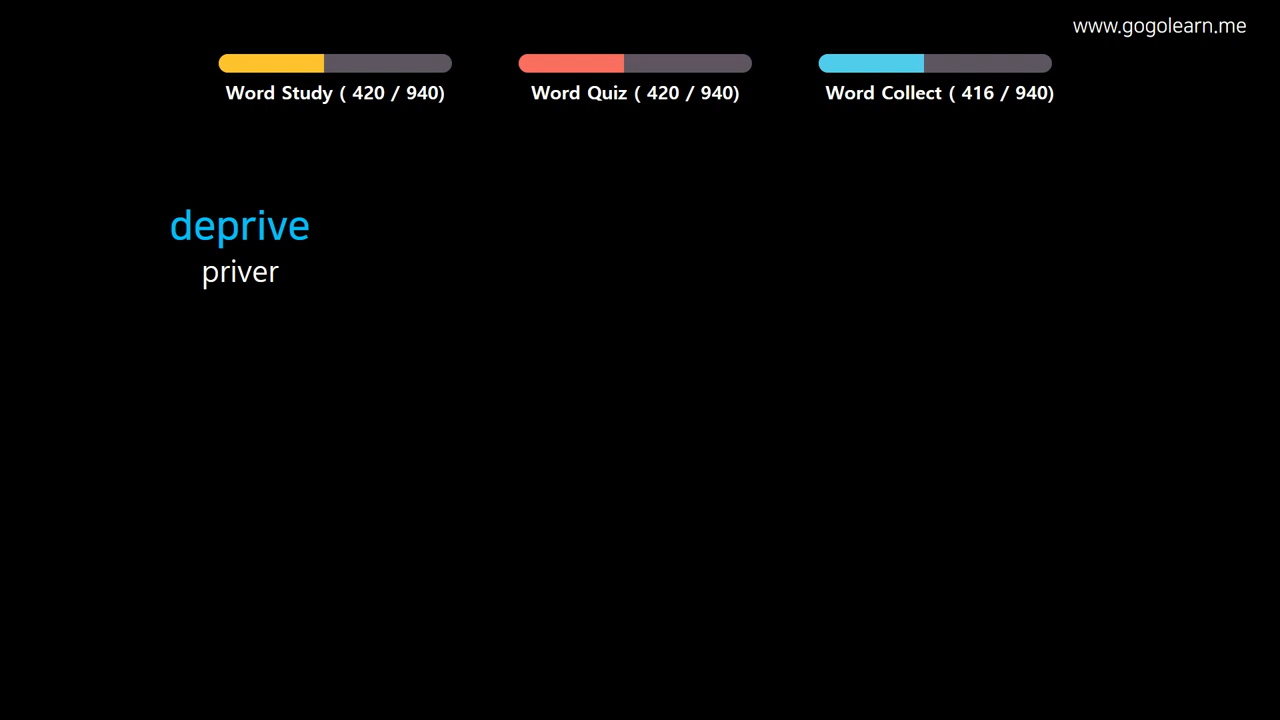 www.gogolearn.me
Word Study ( 420 / 940)
Word Quiz ( 420 / 940)
Word Collect ( 416 / 940)
deprive
priver